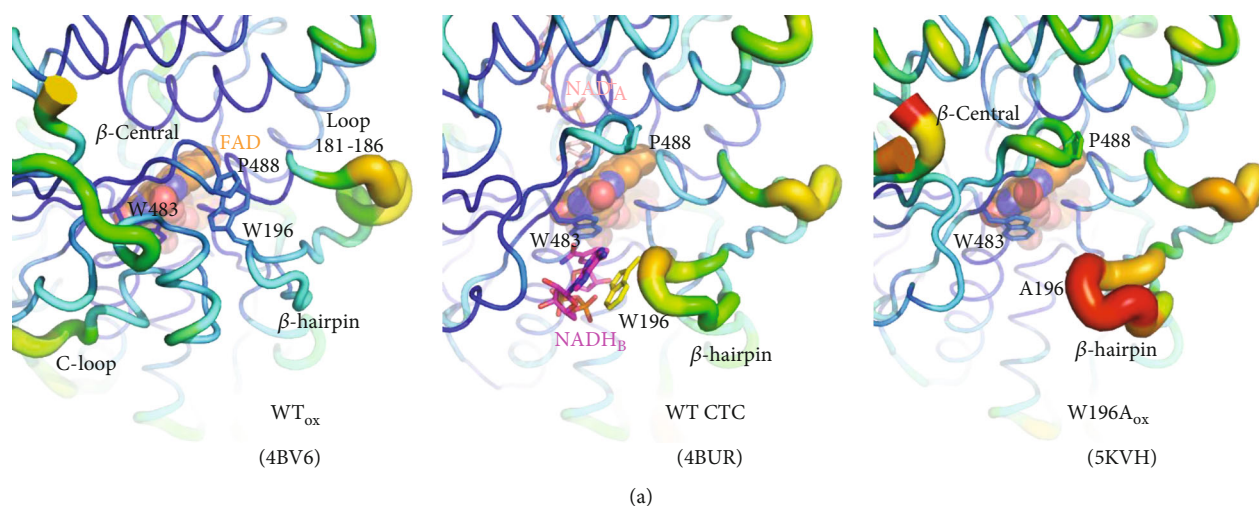 β-Central
FAD
Loop
181 -186
P488
W483
W196
β-hairpin
C-loop
WTox
(4BV6)
NAD A
P488
W483
W196
NADHB
β-hairpin
WT CTC
(4BUR)
β-Central
P488
W483
A196
β-hairpin
W196Aox
(5KVH)
(a)